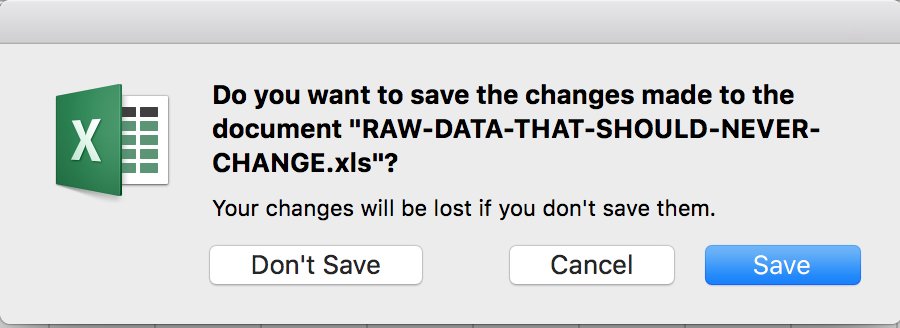 Do you want to save the changes made to the
document "RAW-DATA-THAT-SHOULD-NEVER-
CHANGE.xls"?
Your changes will be lost if you don't save them.
Don't Save
Cancel
Save
X